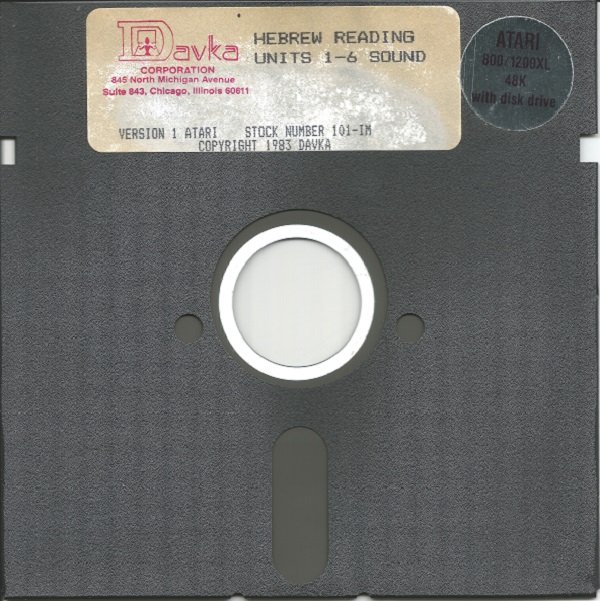 Davka
CORPORATION
845 North Michigan Avenue
Suite 843, Chicago, Illinois 60611
HEBREW READING
UNITS 1-6 SOUND
VERSION 1 ATARI STOCK NUMBER 101-IM
COPYRIGHT 1983 DAVKA
ATARI
800/1200XL
48K
with disk drive